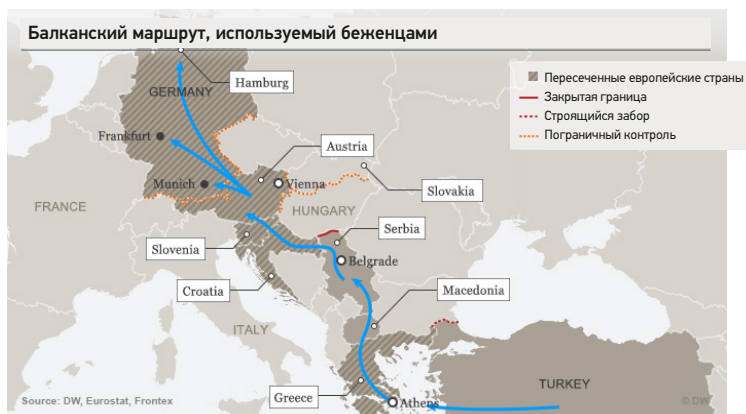 Балканский маршрут, используемый беженцами
Пересеченные европейские страны
Закрытая граница
Строящийся забор
Пограничный контроль
Hamburg
GERMANY
Frankfurt
Austria
Munich
Vienna
Slovakia
FRANCE
HUNGARY
Serbia
Slovenia
Belgrade
Croatia
Macedonia
ITALY
TURKEY
Greece
Athens
Source: DW, Eurostat, Frontex
© DW